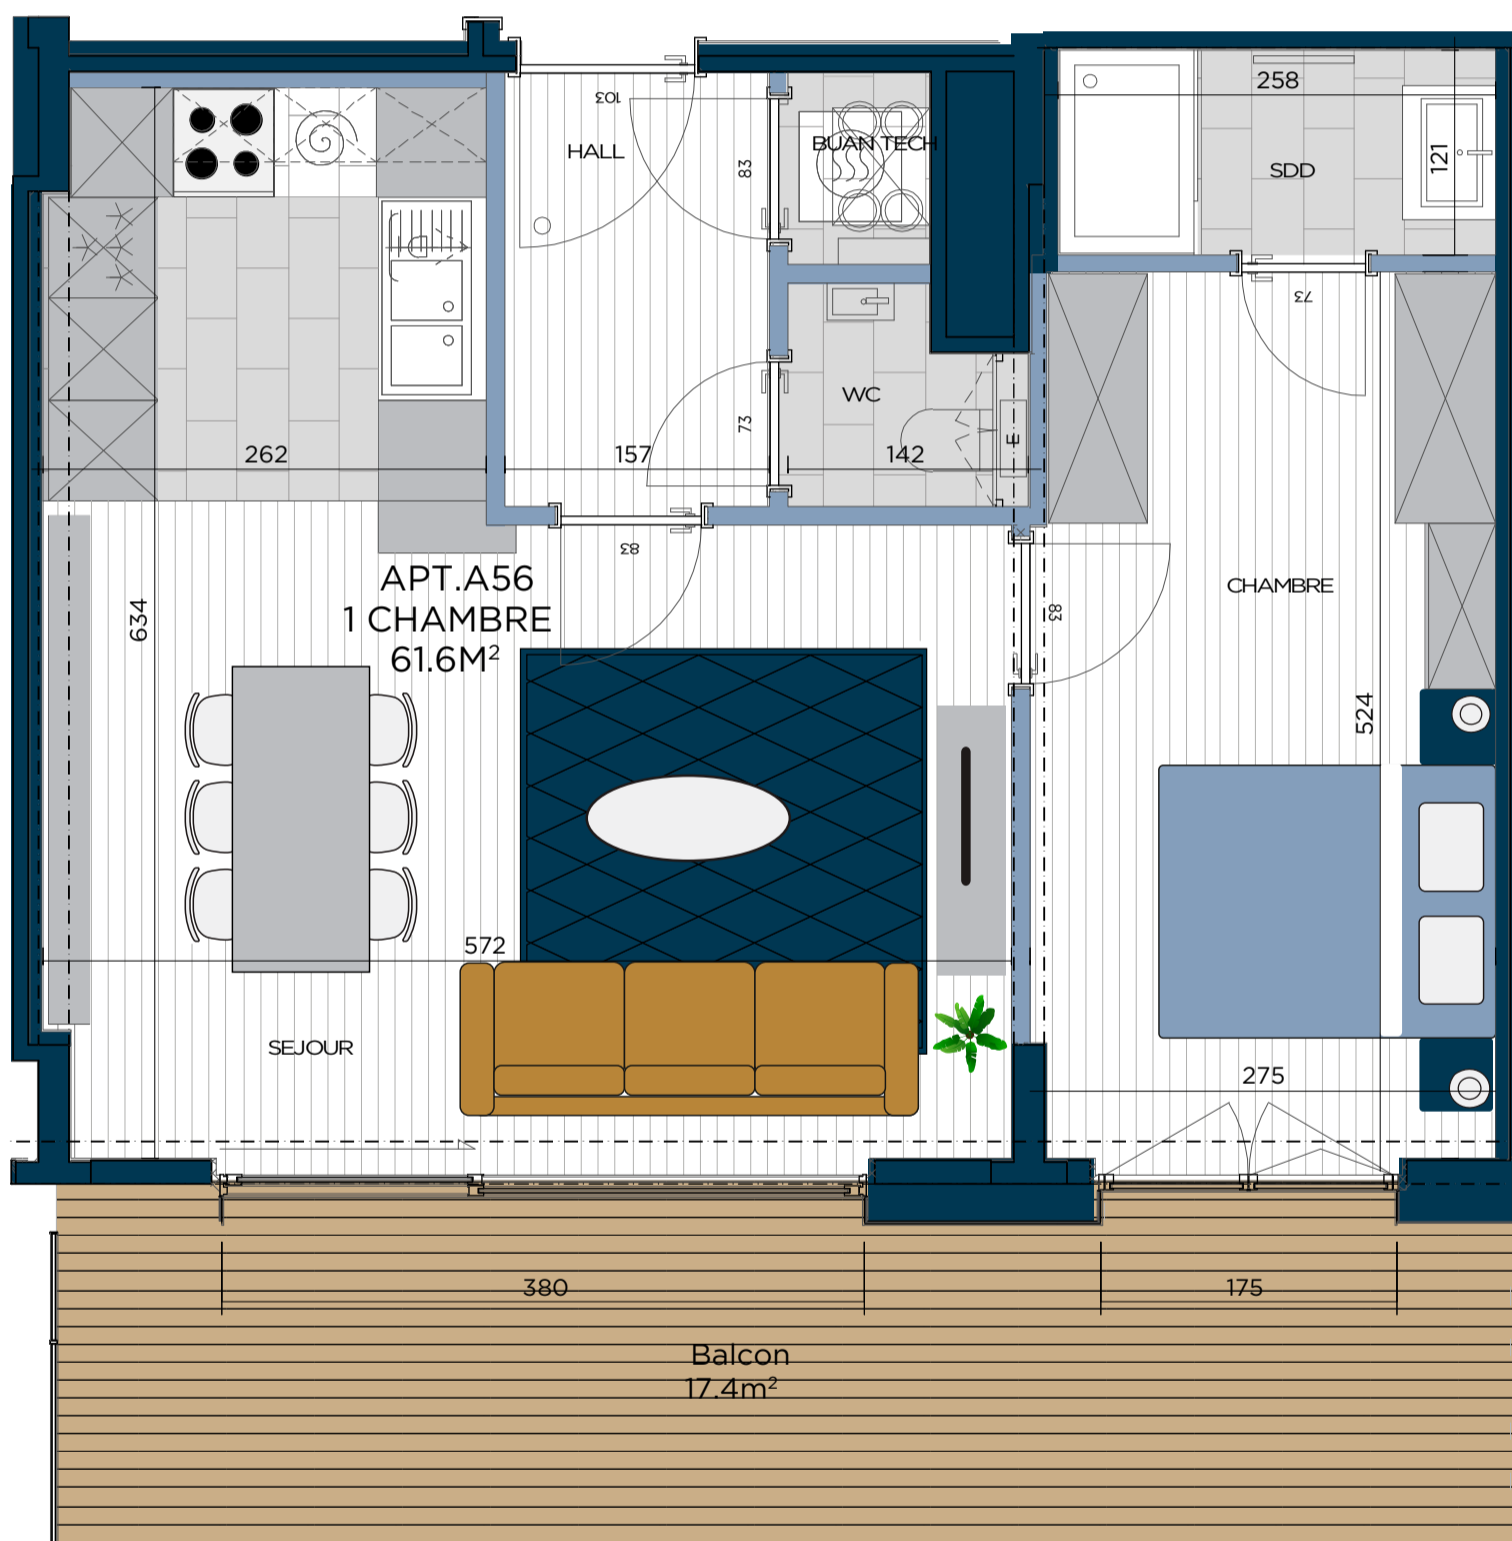 258
103
HALL
83
BUAN TECH
SDD
121
73
WC
E
73
262
157
142
83
APT.A56
1 CHAMBRE
61.6M²
634
83
CHAMBRE
524
572
SEJOUR
275
380
175
Balcon
17.4m²